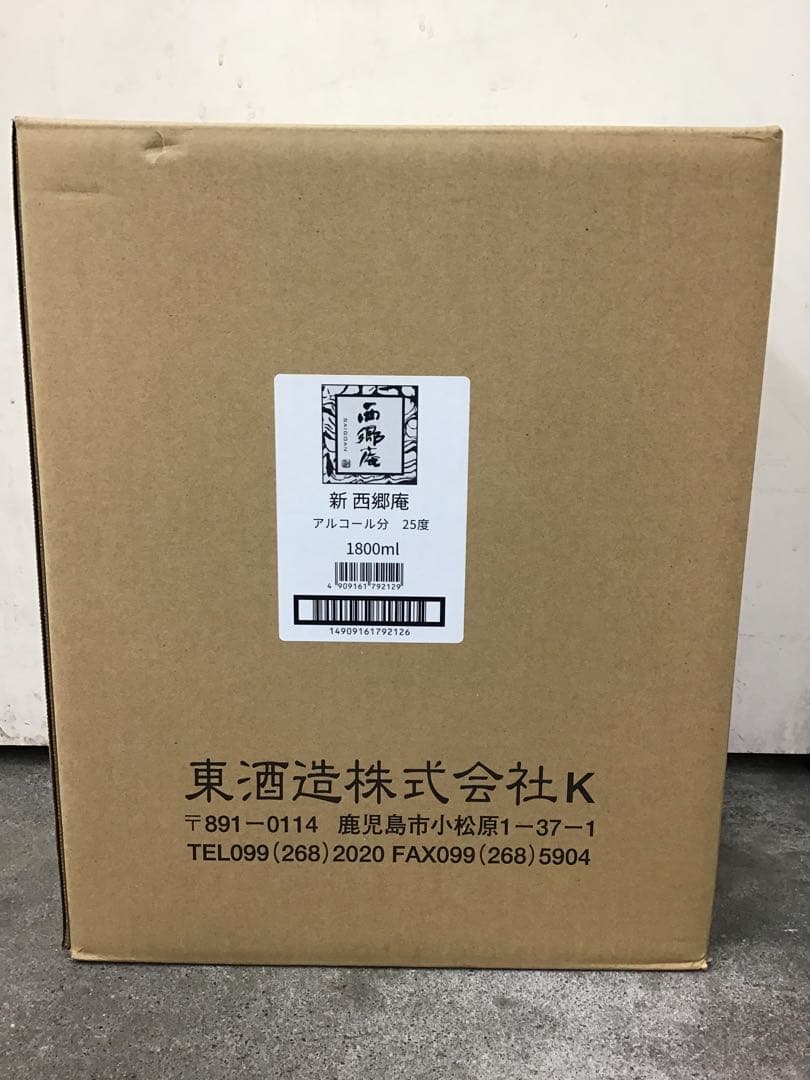 西郷庵
SAIGOAN
新 西郷庵
アルコール分 25度
1800ml
4 909161 792129
14909161792126
東酒造株式会社K
〒891-0114 鹿児島市小松原1-37-1
TEL099(268)2020 FAX099(268)5904